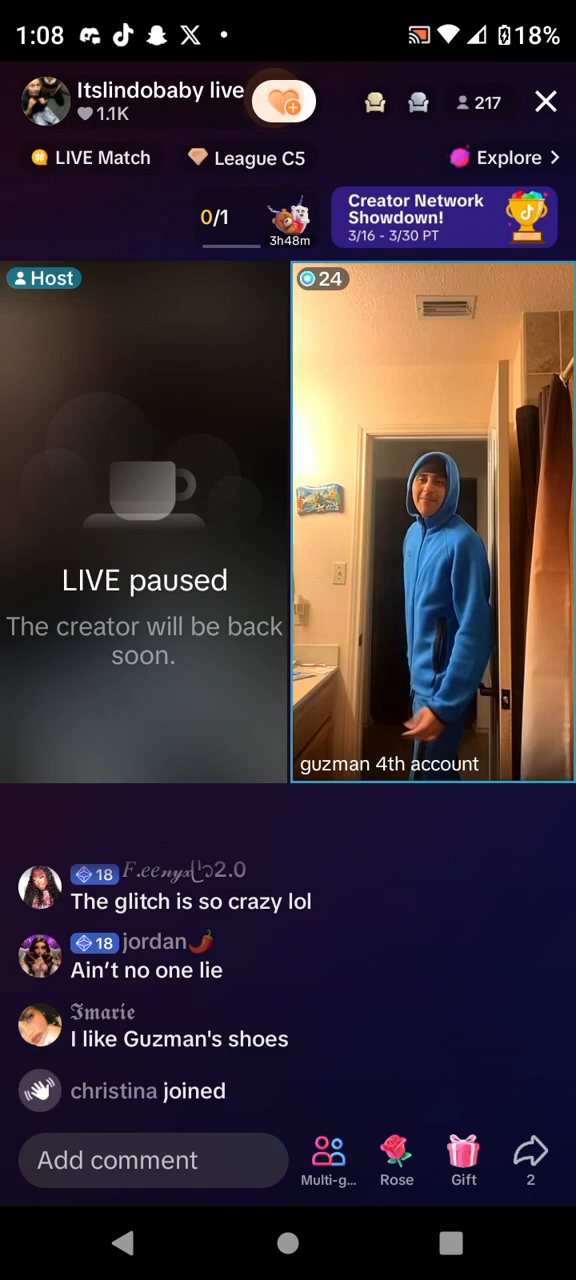 1:08
18%
Itslindobaby live
1.1K
217
LIVE Match
League C5
Explore
0/1
3h48m
Creator Network
Showdown!
3/16 - 3/30 PT
Host
24
LIVE paused
The creator will be back
soon.
guzman 4th account
18 F.eenyx 2.0
The glitch is so crazy lol
18 jordan🌶️
Ain't no one lie
ℑ𝔪𝔞𝔯𝔦𝔢
I like Guzman's shoes
christina joined
Add comment
Multi-g...
Rose
Gift
2